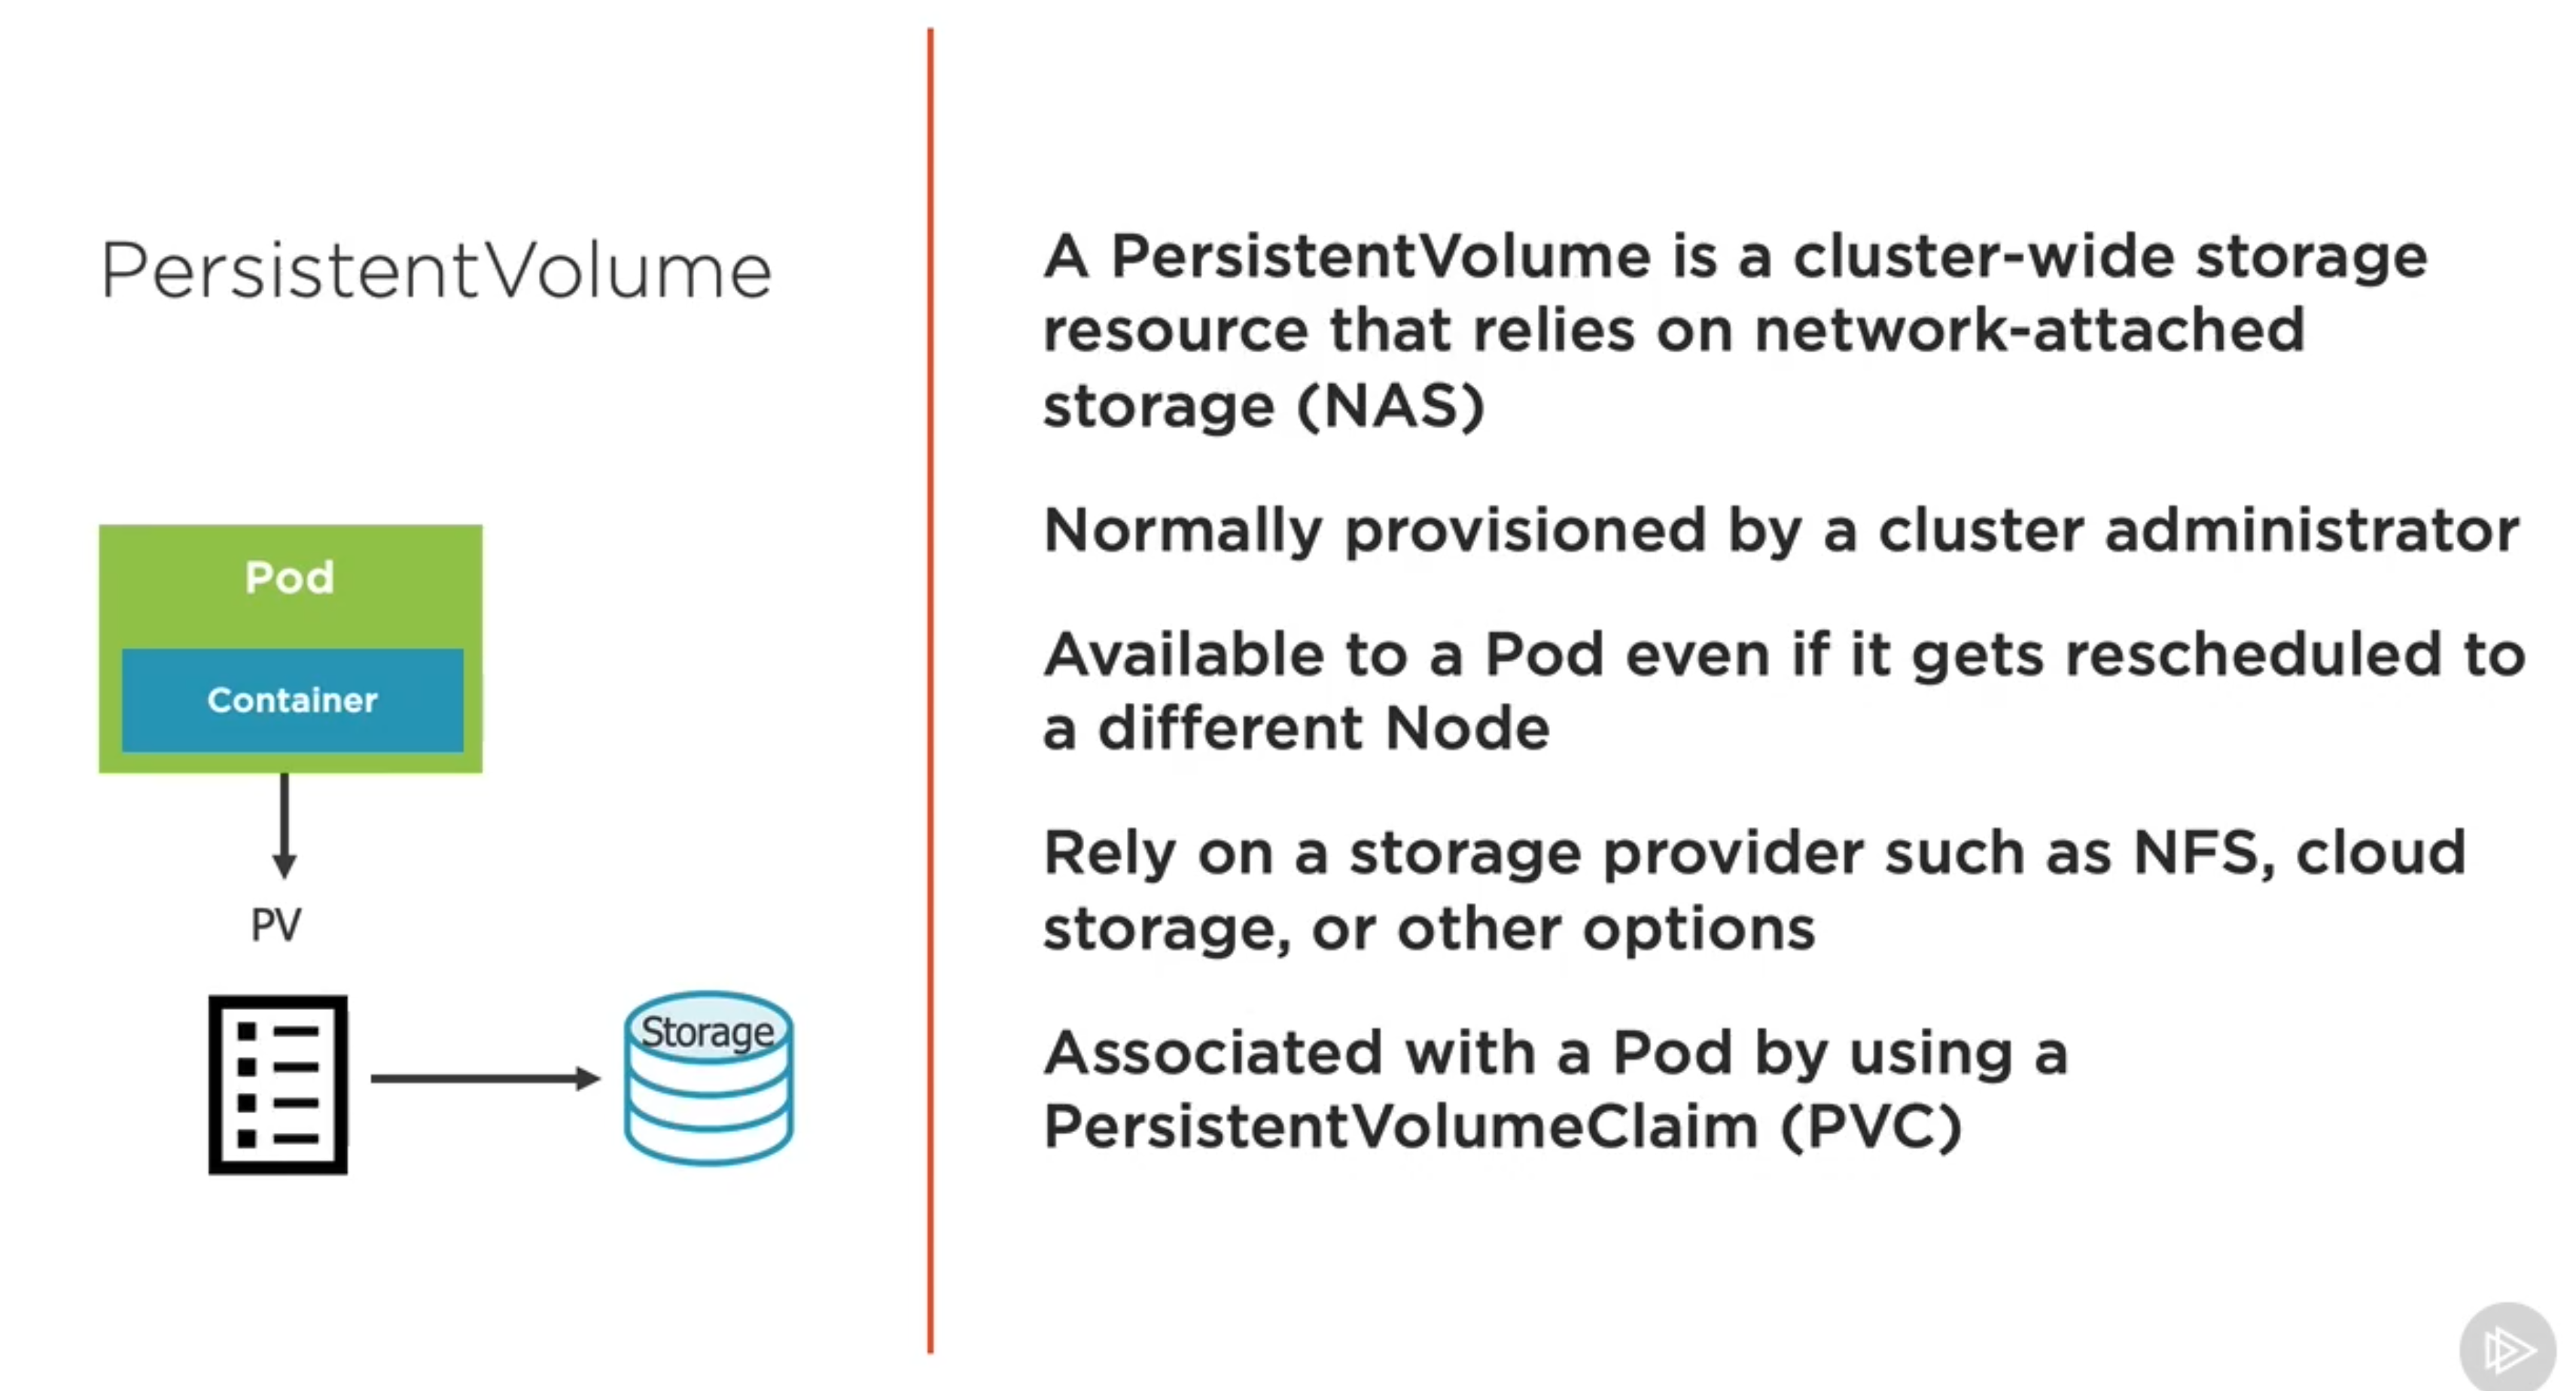 PersistentVolume
Pod
Container
PV
Storage
A PersistentVolume is a cluster-wide storage
resource that relies on network-attached
storage (NAS)
Normally provisioned by a cluster administrator
Available to a Pod even if it gets rescheduled to
a different Node
Rely on a storage provider such as NFS, cloud
storage, or other options
Associated with a Pod by using a
PersistentVolumeClaim (PVC)